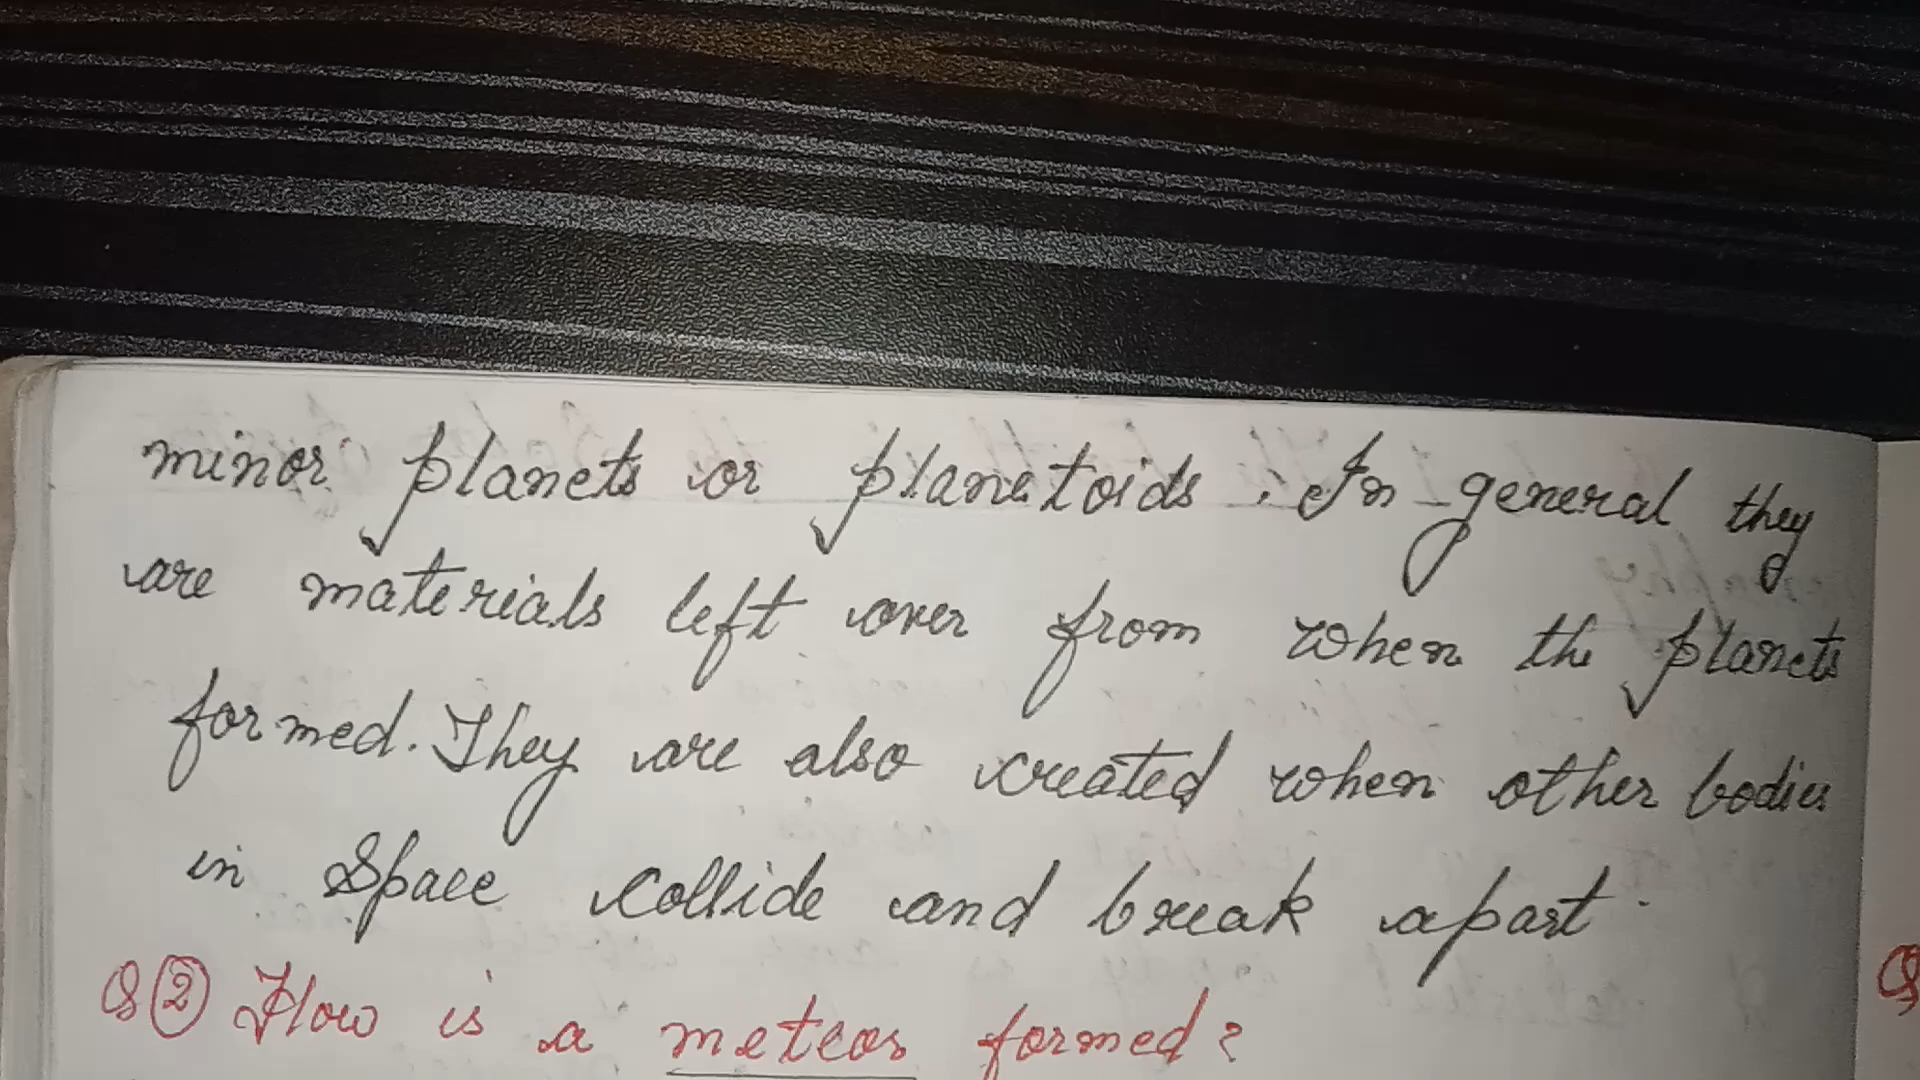 minor planets or planetoids. In general they
are materials left over from when the planets
formed. They are also created when other bodies
in Space Collide and break apart.
Q② How is a meteor formed?
Q